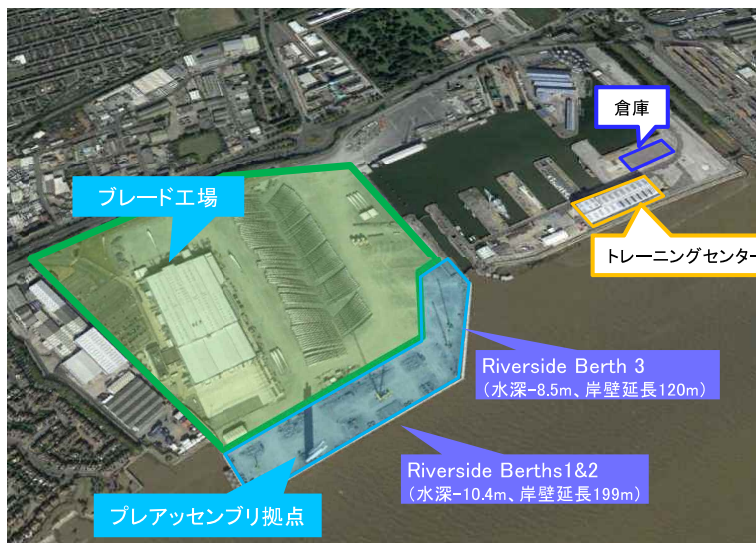 倉庫
ブレード工場
トレーニングセンター
Riverside Berth 3
(水深-8.5m、岸壁延長120m)
Riverside Berths1&2
(水深-10.4m、岸壁延長199m)
プレアッセンブリ拠点